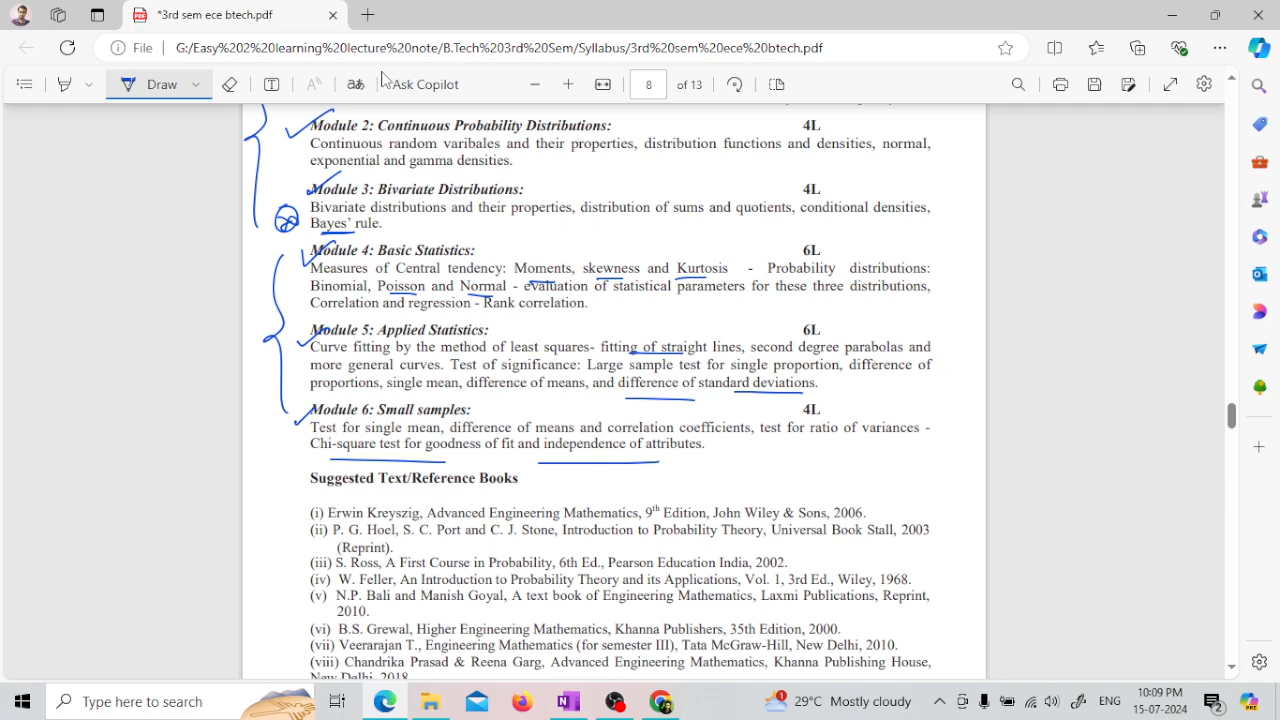 *3rd sem ece btech.pdf
File G:/Easy%202%20learning%20lecture%20note/B.Tech%203rd%20Sem/Syllabus/3rd%20sem%20ece%20btech.pdf
Draw Ask Copilot 8 of 13
Module 2: Continuous Probability Distributions: 4L
Continuous random varibales and their properties, distribution functions and densities, normal,
exponential and gamma densities.
Module 3: Bivariate Distributions: 4L
Bivariate distributions and their properties, distribution of sums and quotients, conditional densities,
Bayes' rule.
Module 4: Basic Statistics: 6L
Measures of Central tendency: Moments, skewness and Kurtosis - Probability distributions:
Binomial, Poisson and Normal - evaluation of statistical parameters for these three distributions,
Correlation and regression - Rank correlation.
Module 5: Applied Statistics: 6L
Curve fitting by the method of least squares- fitting of straight lines, second degree parabolas and
more general curves. Test of significance: Large sample test for single proportion, difference of
proportions, single mean, difference of means, and difference of standard deviations.
Module 6: Small samples: 4L
Test for single mean, difference of means and correlation coefficients, test for ratio of variances -
Chi-square test for goodness of fit and independence of attributes.
Suggested Text/Reference Books
(i) Erwin Kreyszig, Advanced Engineering Mathematics, 9th Edition, John Wiley & Sons, 2006.
(ii) P. G. Hoel, S. C. Port and C. J. Stone, Introduction to Probability Theory, Universal Book Stall, 2003
(Reprint).
(iii) S. Ross, A First Course in Probability, 6th Ed., Pearson Education India, 2002.
(iv) W. Feller, An Introduction to Probability Theory and its Applications, Vol. 1, 3rd Ed., Wiley, 1968.
(v) N.P. Bali and Manish Goyal, A text book of Engineering Mathematics, Laxmi Publications, Reprint,
2010.
(vi) B.S. Grewal, Higher Engineering Mathematics, Khanna Publishers, 35th Edition, 2000.
(vii) Veerarajan T., Engineering Mathematics (for semester III), Tata McGraw-Hill, New Delhi, 2010.
(viii) Chandrika Prasad & Reena Garg, Advanced Engineering Mathematics, Khanna Publishing House,
New Delhi, 2018
Type here to search 29°C Mostly cloudy ENG 10:09 PM
15-07-2024